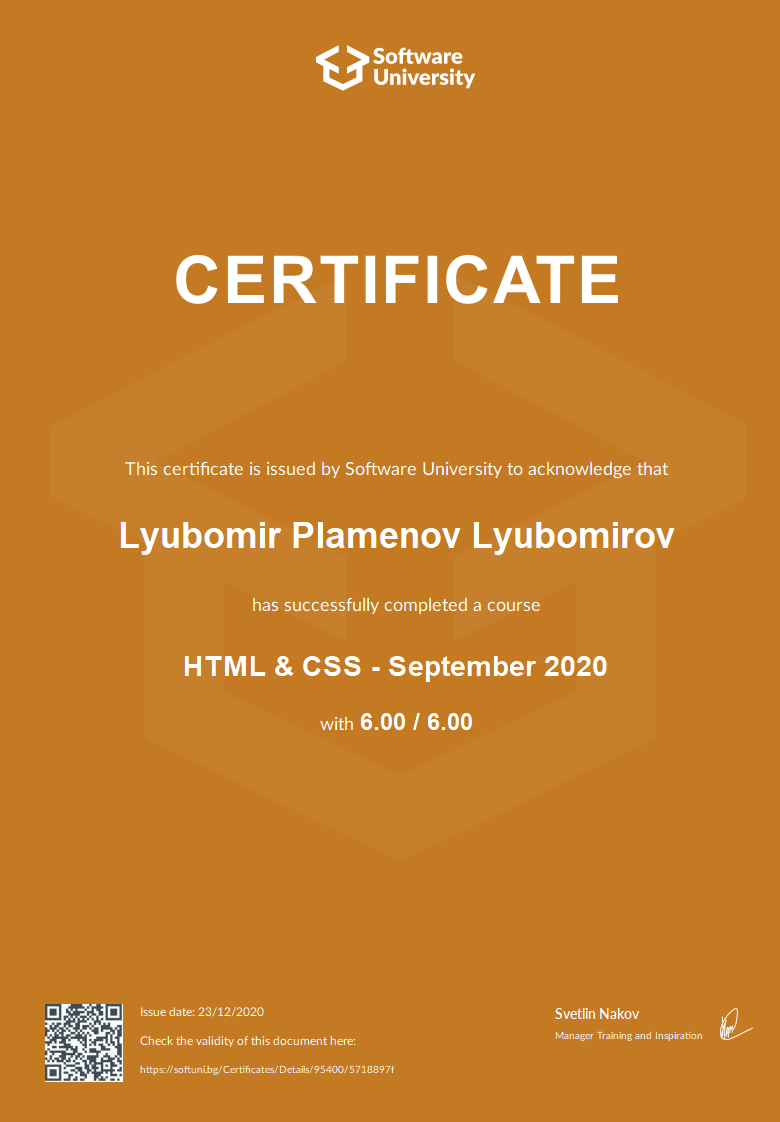 Software
University
CERTIFICATE
This certificate is issued by Software University to acknowledge that
Lyubomir Plamenov Lyubomirov
has successfully completed a course
HTML & CSS - September 2020
with 6.00 / 6.00
Issue date: 23/12/2020
Check the validity of this document here:
https://softuni.bg/Certificates/Details/95400/5718897f
Svetlin Nakov
Manager Training and Inspiration